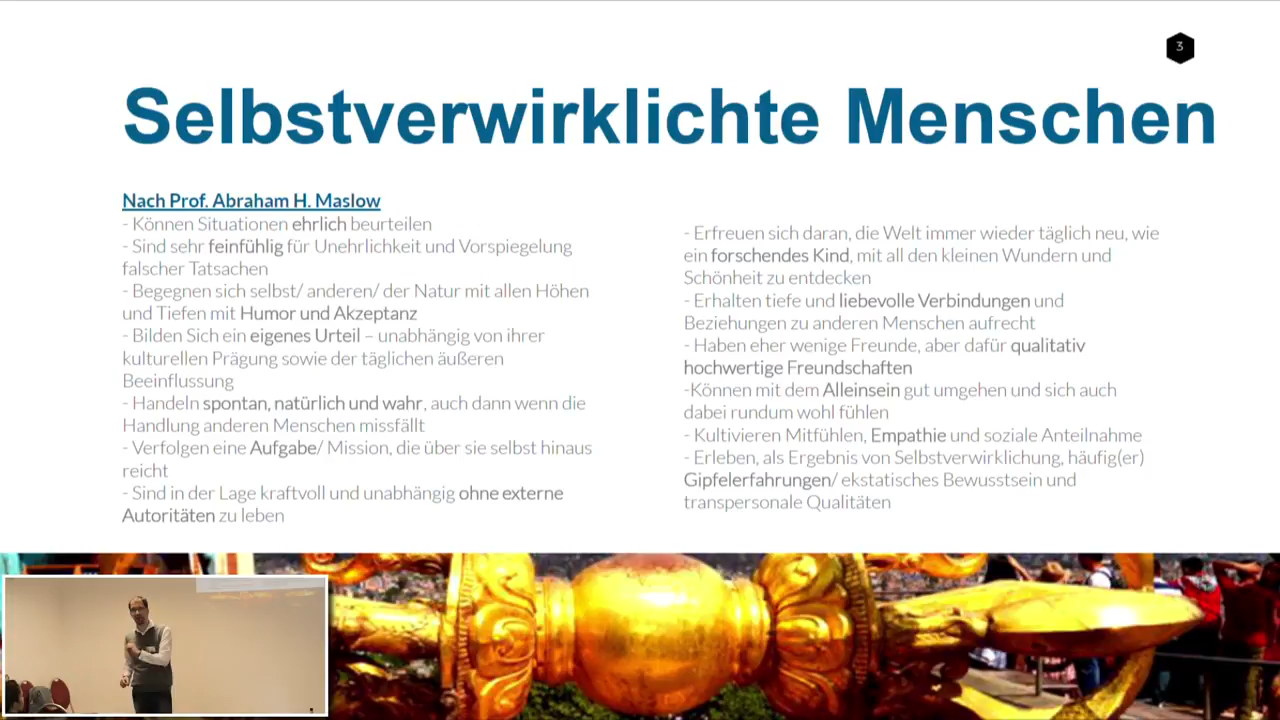 3
Selbstverwirklichte Menschen
Nach Prof. Abraham H. Maslow
- Können Situationen ehrlich beurteilen
- Sind sehr feinfühlig für Unehrlichkeit und Vorspiegelung
falscher Tatsachen
- Begegnen sich selbst/ anderen/ der Natur mit allen Höhen
und Tiefen mit Humor und Akzeptanz
- Bilden Sich ein eigenes Urteil – unabhängig von ihrer
kulturellen Prägung sowie der täglichen äußeren
Beeinflussung
- Handeln spontan, natürlich und wahr, auch dann wenn die
Handlung anderen Menschen missfällt
- Verfolgen eine Aufgabe/ Mission, die über sie selbst hinaus
reicht
- Sind in der Lage kraftvoll und unabhängig ohne externe
Autoritäten zu leben
- Erfreuen sich daran, die Welt immer wieder täglich neu, wie
ein forschendes Kind, mit all den kleinen Wundern und
Schönheit zu entdecken
- Erhalten tiefe und liebevolle Verbindungen und
Beziehungen zu anderen Menschen aufrecht
- Haben eher wenige Freunde, aber dafür qualitativ
hochwertige Freundschaften
-Können mit dem Alleinsein gut umgehen und sich auch
dabei rundum wohl fühlen
- Kultivieren Mitfühlen, Empathie und soziale Anteilnahme
- Erleben, als Ergebnis von Selbstverwirklichung, häufig(er)
Gipfelerfahrungen/ ekstatisches Bewusstsein und
transpersonale Qualitäten